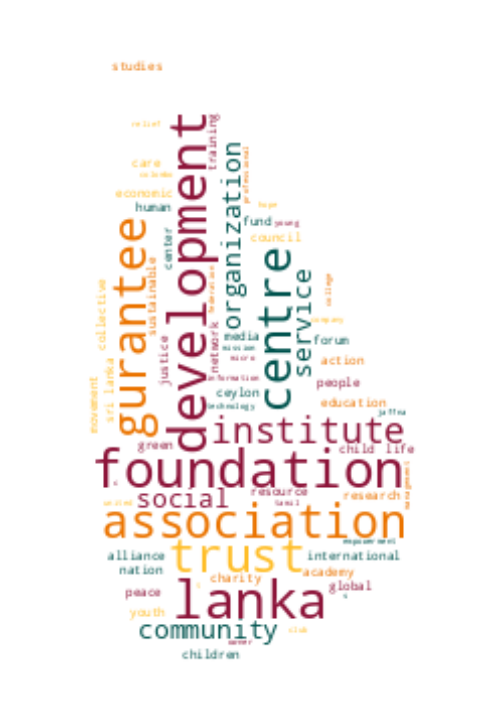 studies
relief
development
training
care
colombo
organization
professional
economic
human
hope
fund
young
gurantee
center
council
centre
sustainable
service
college
collective
federation
company
network
media
forum
mission
justice
micro
action
sri lanka
information
people
movement
ceylon
education
technology
jaffna
institute
green
child
life
foundation
management
social
resource
research
united
tamil
association
empowerment
alliance
trust
international
nation
academy
charity
lanka
global
peace
youth
community
club
children